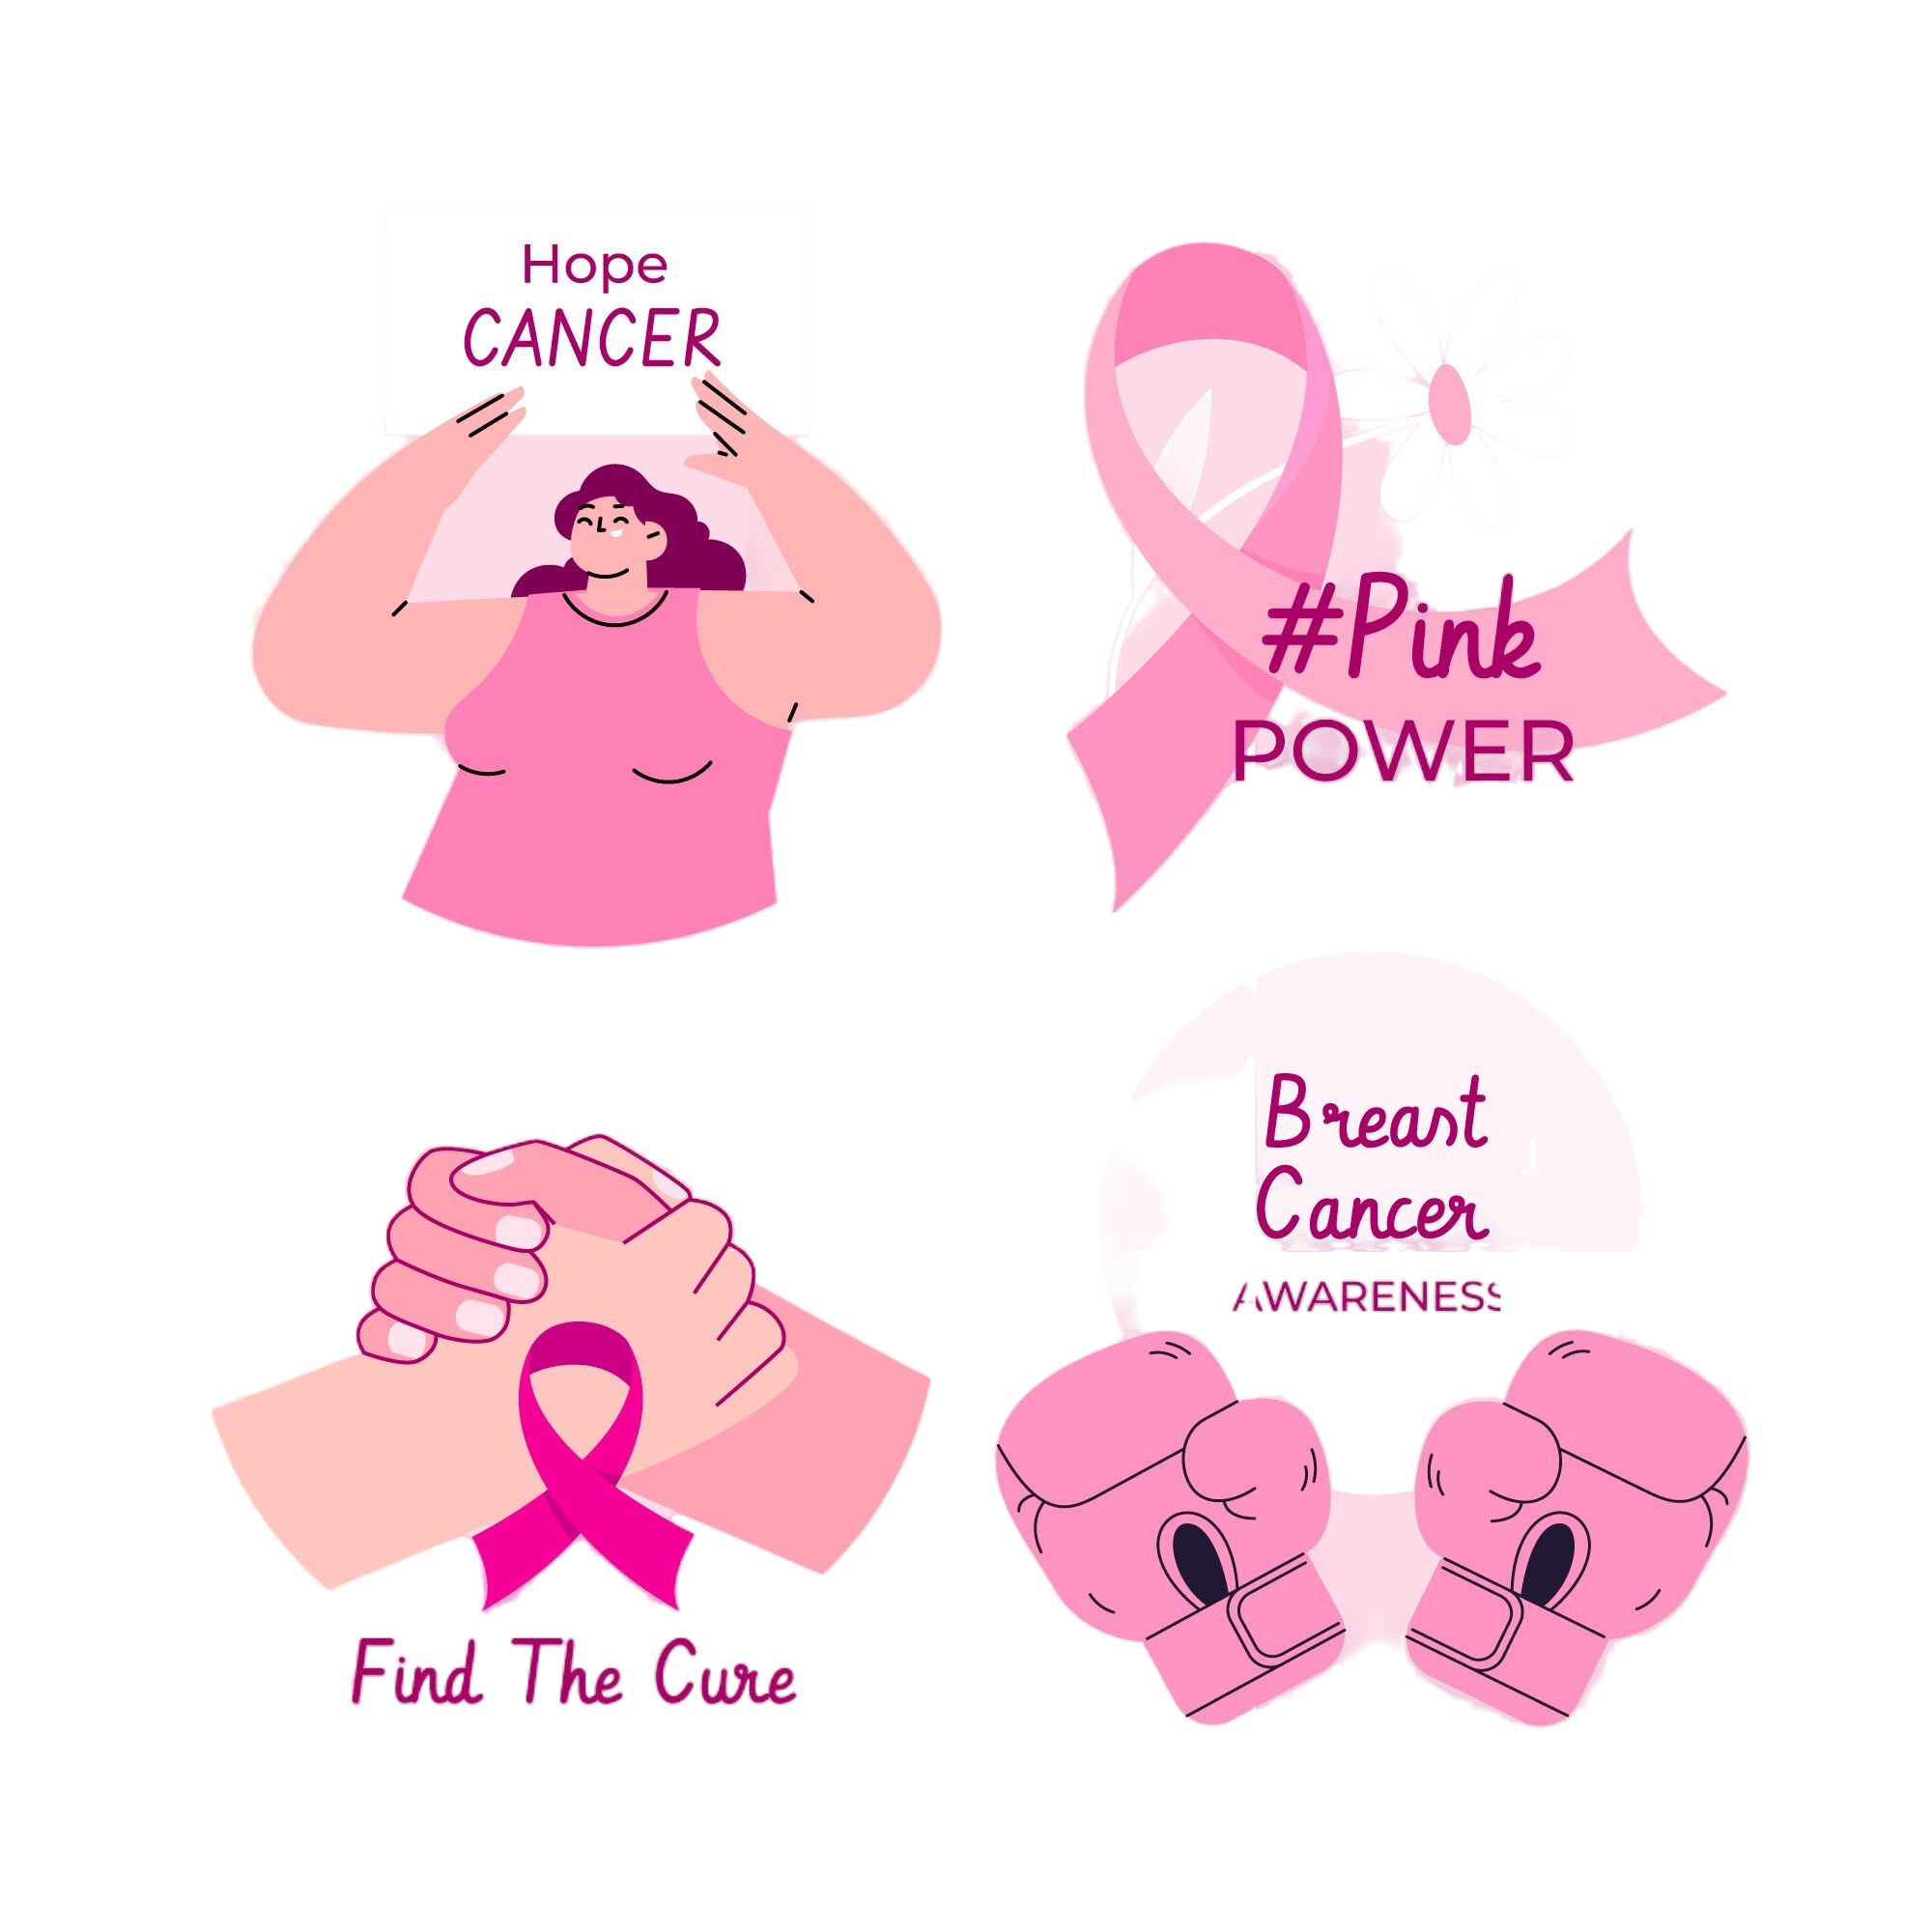 Hope
CANCER
#Pink
POWER
Breast
Cancer
AWARENESS
Find The Cure